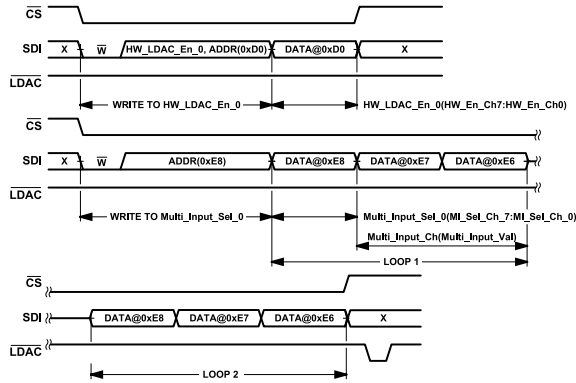 CS
SDI X W HW_LDAC_En_0, ADDR(0xD0) DATA@0xD0 X
LDAC
WRITE TO HW_LDAC_En_0 HW_LDAC_En_0(HW_En_Ch7:HW_En_Ch0)
CS
SDI X W ADDR(0xE8) DATA@0xE8 DATA@0xE7 DATA@0xE6
LDAC
WRITE TO Multi_Input_Sel_0 Multi_Input_Sel_0(MI_Sel_Ch_7:MI_Sel_Ch_0)
Multi_Input_Ch(Multi_Input_Val)
LOOP 1
CS
SDI DATA@0xE8 DATA@0xE7 DATA@0xE6 X
LDAC
LOOP 2